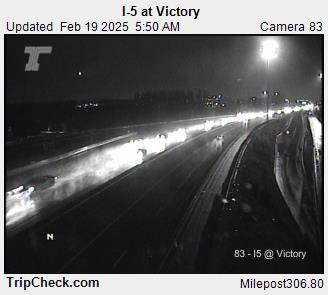 I-5 at Victory
Updated Feb 19 2025 5:50 AM Camera 83
T
N
83 - I5 @ Victory
TripCheck.com Milepost306.80